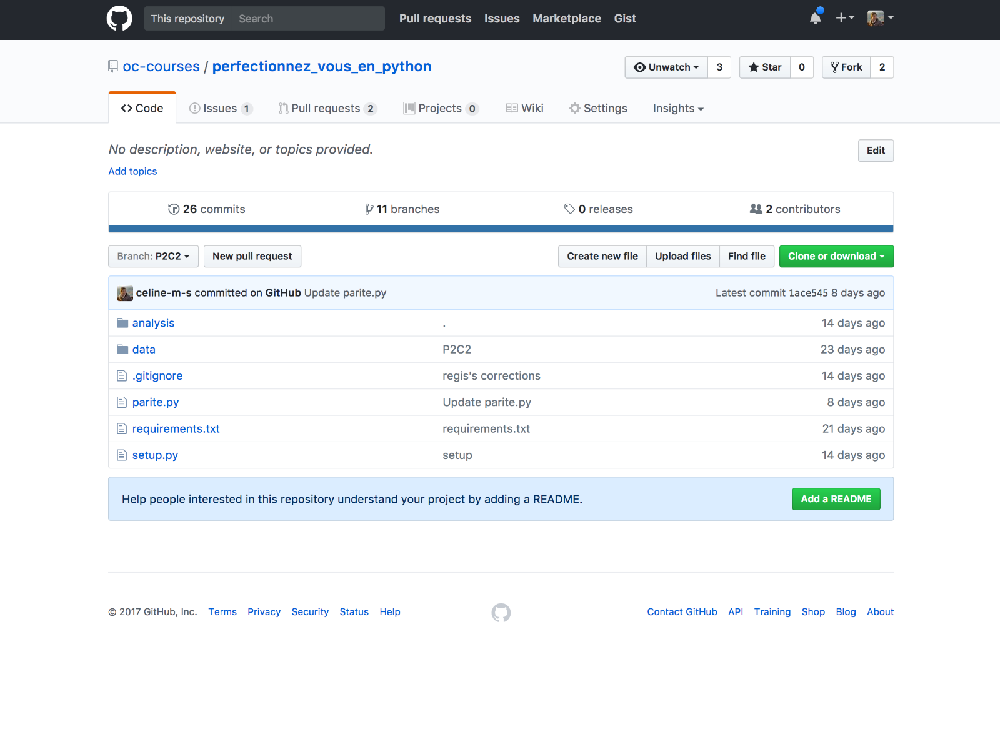 This repository Search Pull requests Issues Marketplace Gist
oc-courses / perfectionnez_vous_en_python Unwatch 3 Star 0 Fork 2
Code Issues 1 Pull requests 2 Projects 0 Wiki Settings Insights
No description, website, or topics provided. Edit
Add topics
26 commits 11 branches 0 releases 2 contributors
Branch: P2C2 New pull request Create new file Upload files Find file Clone or download
celine-m-s committed on GitHub Update parite.py Latest commit 1ace545 8 days ago
analysis . 14 days ago
data P2C2 23 days ago
.gitignore regis's corrections 14 days ago
parite.py Update parite.py 8 days ago
requirements.txt requirements.txt 21 days ago
setup.py setup 14 days ago
Help people interested in this repository understand your project by adding a README. Add a README
© 2017 GitHub, Inc. Terms Privacy Security Status Help Contact GitHub API Training Shop Blog About